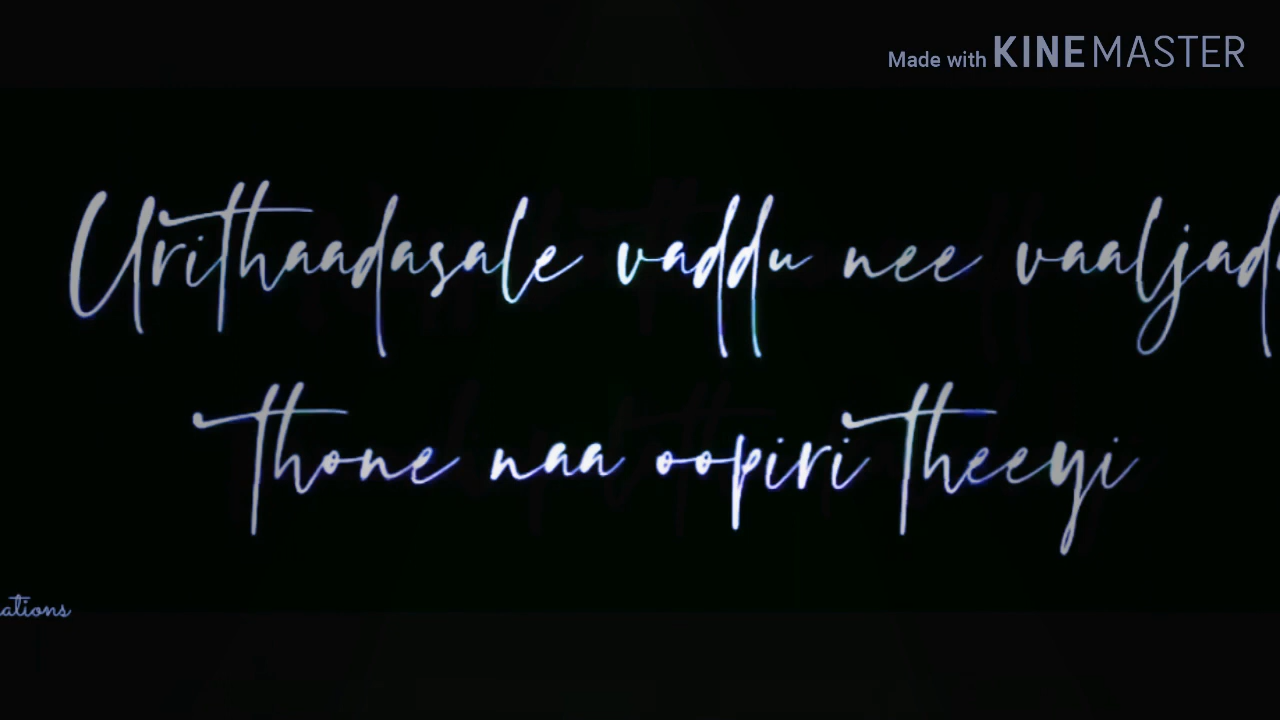 Made with KINEMASTER
Urithaadasale vaddu nee vaaljad
thone naa oopiri theeyi
ations